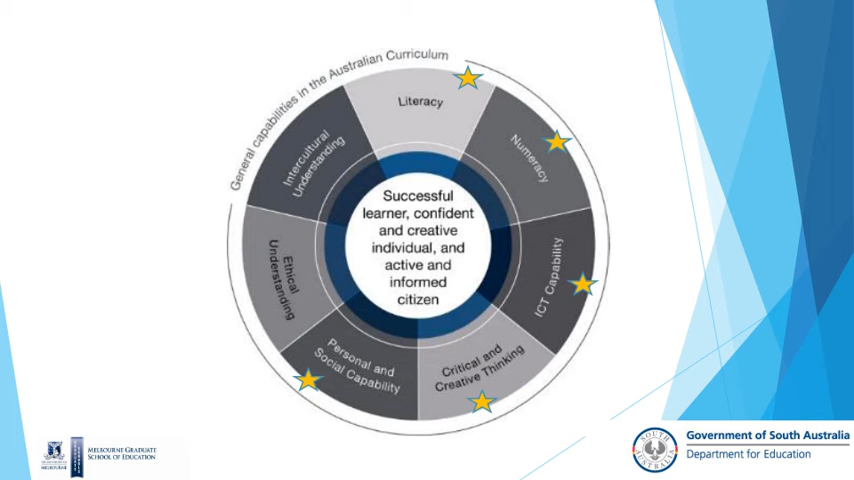 General capabilities in the Australian Curriculum
Literacy
Numeracy
ICT Capability
Critical and
Creative Thinking
Personal and
Social Capability
Ethical
Understanding
Intercultural
Understanding
Successful
learner, confident
and creative
individual, and
active and
informed
citizen
MELBOURNE
MELBOURNE GRADUATE
SCHOOL OF EDUCATION
SOUTH
AUSTRALIA
Government of South Australia
Department for Education